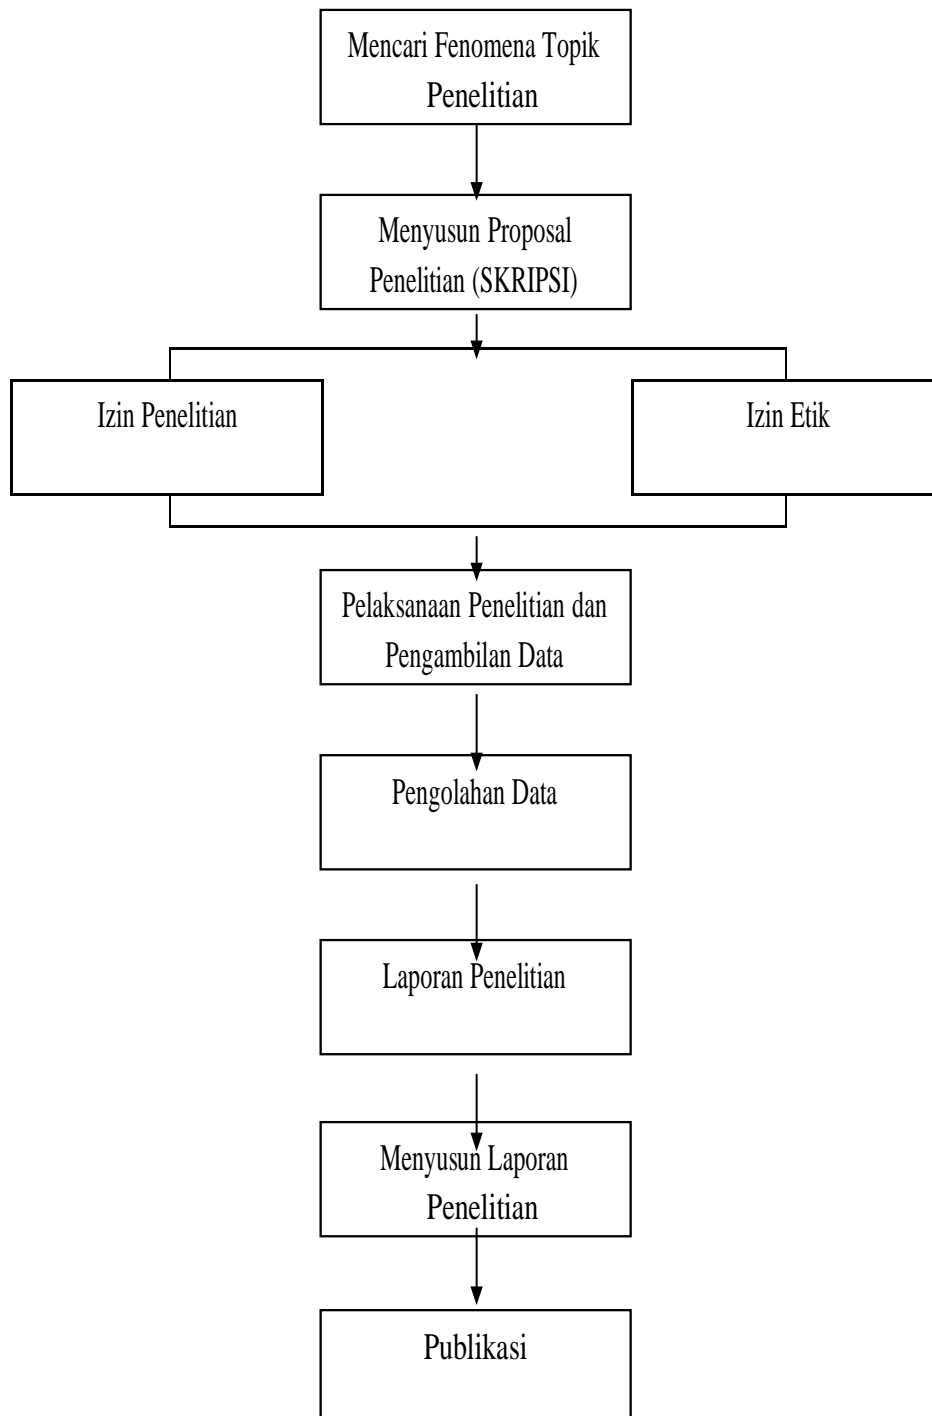 Mencari Fenomena Topik
Penelitian
Menyusun Proposal
Penelitian (SKRIPSI)
Izin Penelitian
Izin Etik
Pelaksanaan Penelitian dan
Pengambilan Data
Pengolahan Data
Laporan Penelitian
Menyusun Laporan
Penelitian
Publikasi